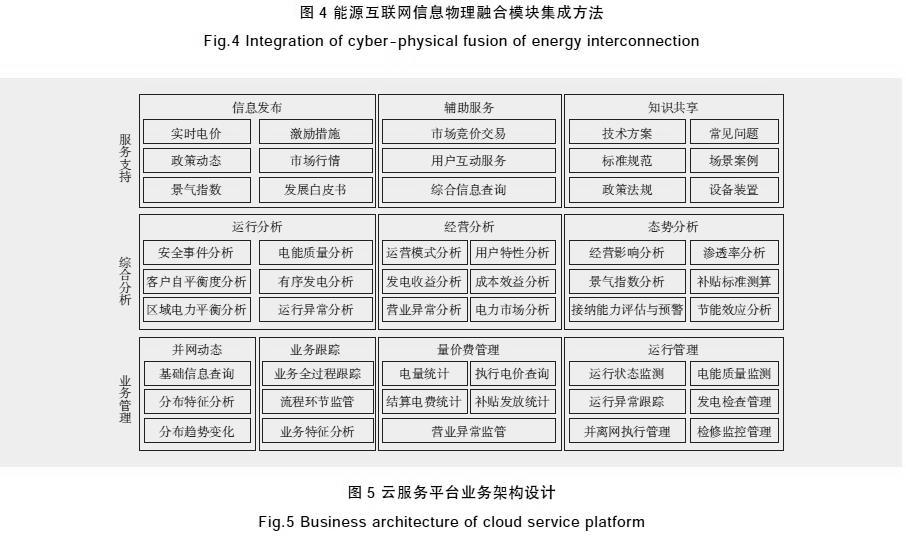 图 4 能源互联网信息物理融合模块集成方法
Fig.4 Integration of cyber-physical fusion of energy interconnection
服务支持
信息发布
实时电价 激励措施
政策动态 市场行情
景气指数 发展白皮书
辅助服务
市场竞价交易
用户互动服务
综合信息查询
知识共享
技术方案 常见问题
标准规范 场景案例
政策法规 设备装置
综合分析
运行分析
安全事件分析 电能质量分析
客户自平衡度分析 有序发电分析
区域电力平衡分析 运行异常分析
经营分析
运营模式分析 用户特性分析
发电收益分析 成本效益分析
营业异常分析 电力市场分析
态势分析
经营影响分析 渗透率分析
景气指数分析 补贴标准测算
接纳能力评估与预警 节能效应分析
业务管理
并网动态
基础信息查询
分布特征分析
分布趋势变化
业务跟踪
业务全过程跟踪
流程环节监管
业务特征分析
量价费管理
电量统计 执行电价查询
结算电费统计 补贴发放统计
营业异常监管
运行管理
运行状态监测 电能质量监测
运行异常跟踪 发电检查管理
并离网执行管理 检修监控管理
图 5 云服务平台业务架构设计
Fig.5 Business architecture of cloud service platform